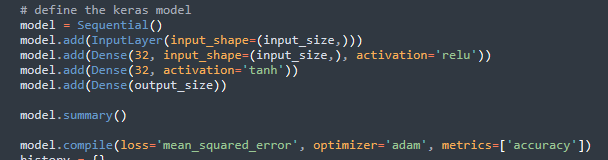 # define the keras model
model = Sequential()
model.add(InputLayer(input_shape=(input_size,)))
model.add(Dense(32, input_shape=(input_size,), activation='relu'))
model.add(Dense(32, activation='tanh'))
model.add(Dense(output_size))
model.summary()
model.compile(loss='mean_squared_error', optimizer='adam', metrics=['accuracy'])
history = {}